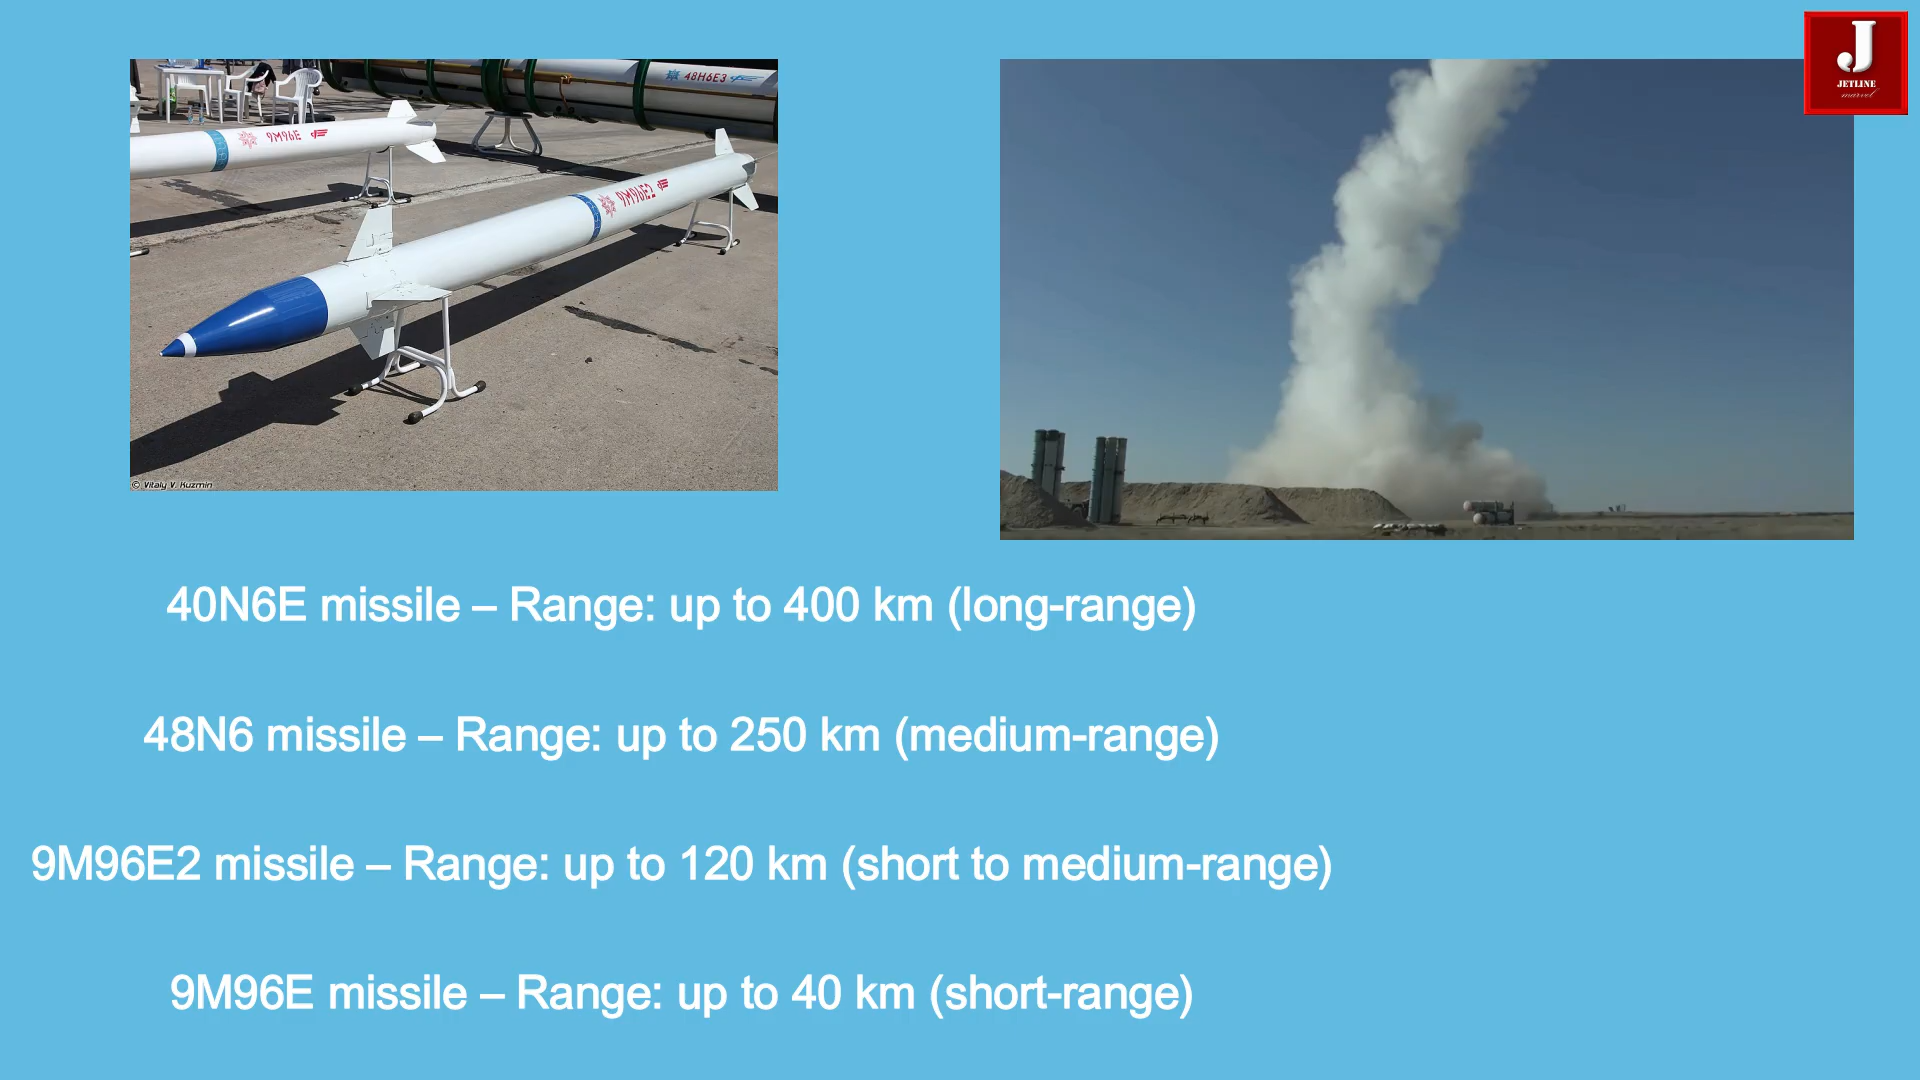 48H6E3
9M96E
9M96E2
© Vitaly V. Kuzmin
J
JETLINE
marvel
40N6E missile – Range: up to 400 km (long-range)
48N6 missile – Range: up to 250 km (medium-range)
9M96E2 missile – Range: up to 120 km (short to medium-range)
9M96E missile – Range: up to 40 km (short-range)